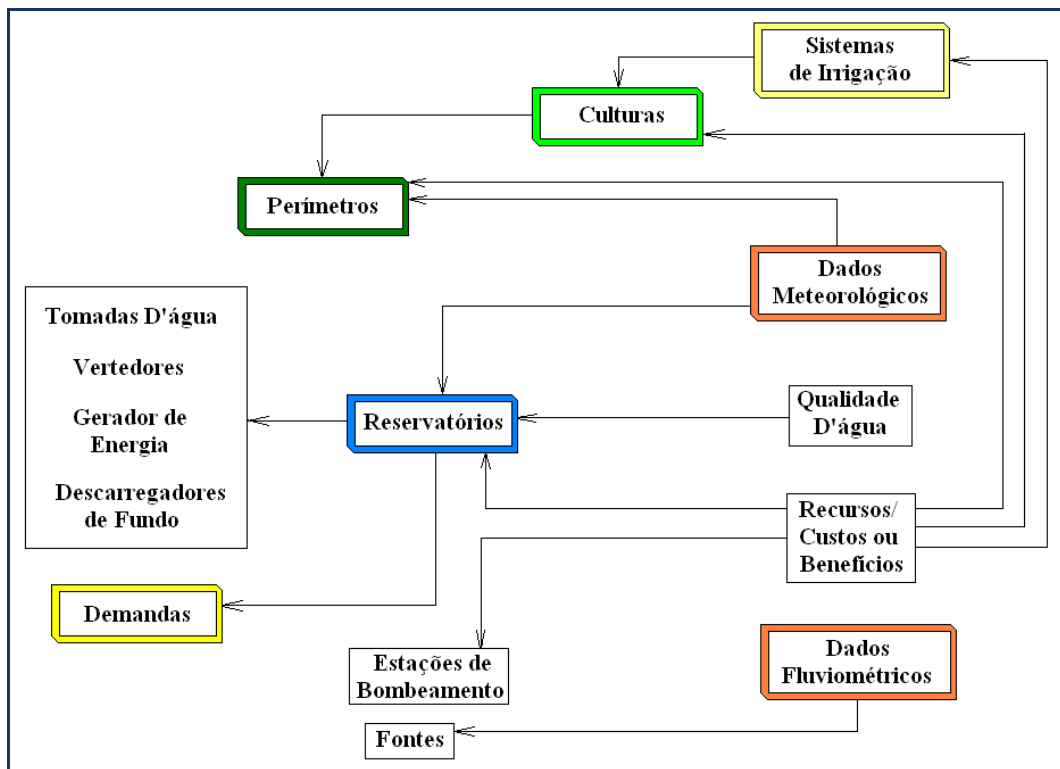 Sistemas
de Irrigação
Culturas
Perímetros
Dados
Meteorológicos
Tomadas D'água
Vertedores
Gerador de
Energia
Descarregadores
de Fundo
Reservatórios
Qualidade
D'água
Recursos/
Custos ou
Benefícios
Demandas
Estações de
Bombeamento
Dados
Fluviométricos
Fontes